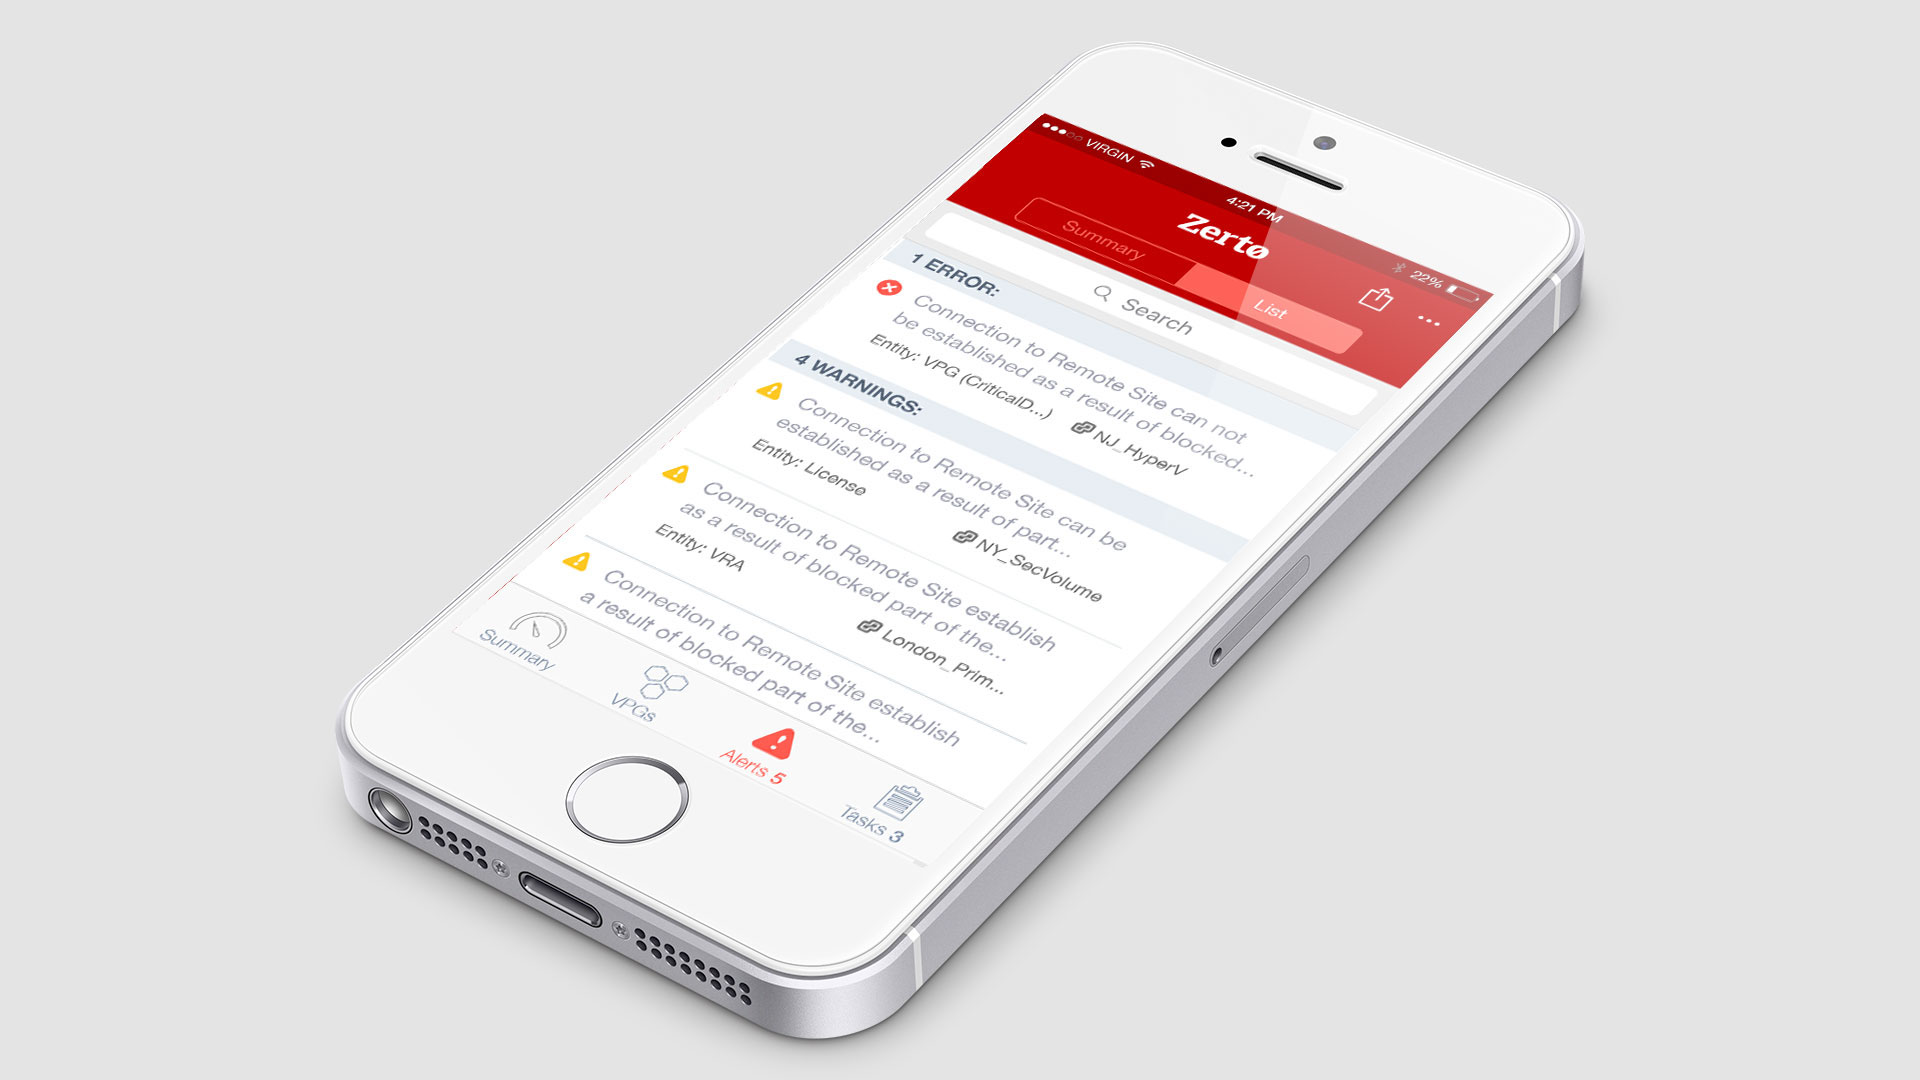 VIRGIN
4:21 PM
22%
Zerto
Summary
List
Search
1 ERROR:
Connection to Remote Site can not
be established as a result of blocked...
Entity: VPG (CriticalD...)
NJ_HyperV
4 WARNINGS:
Connection to Remote Site can be
established as a result of part...
Entity: License
NY_SecVolume
Connection to Remote Site establish
as a result of blocked part of the...
Entity: VRA
London_Prim...
Connection to Remote Site establish
a result of blocked part of the...
Summary
VPGs
Alerts 5
Tasks 3